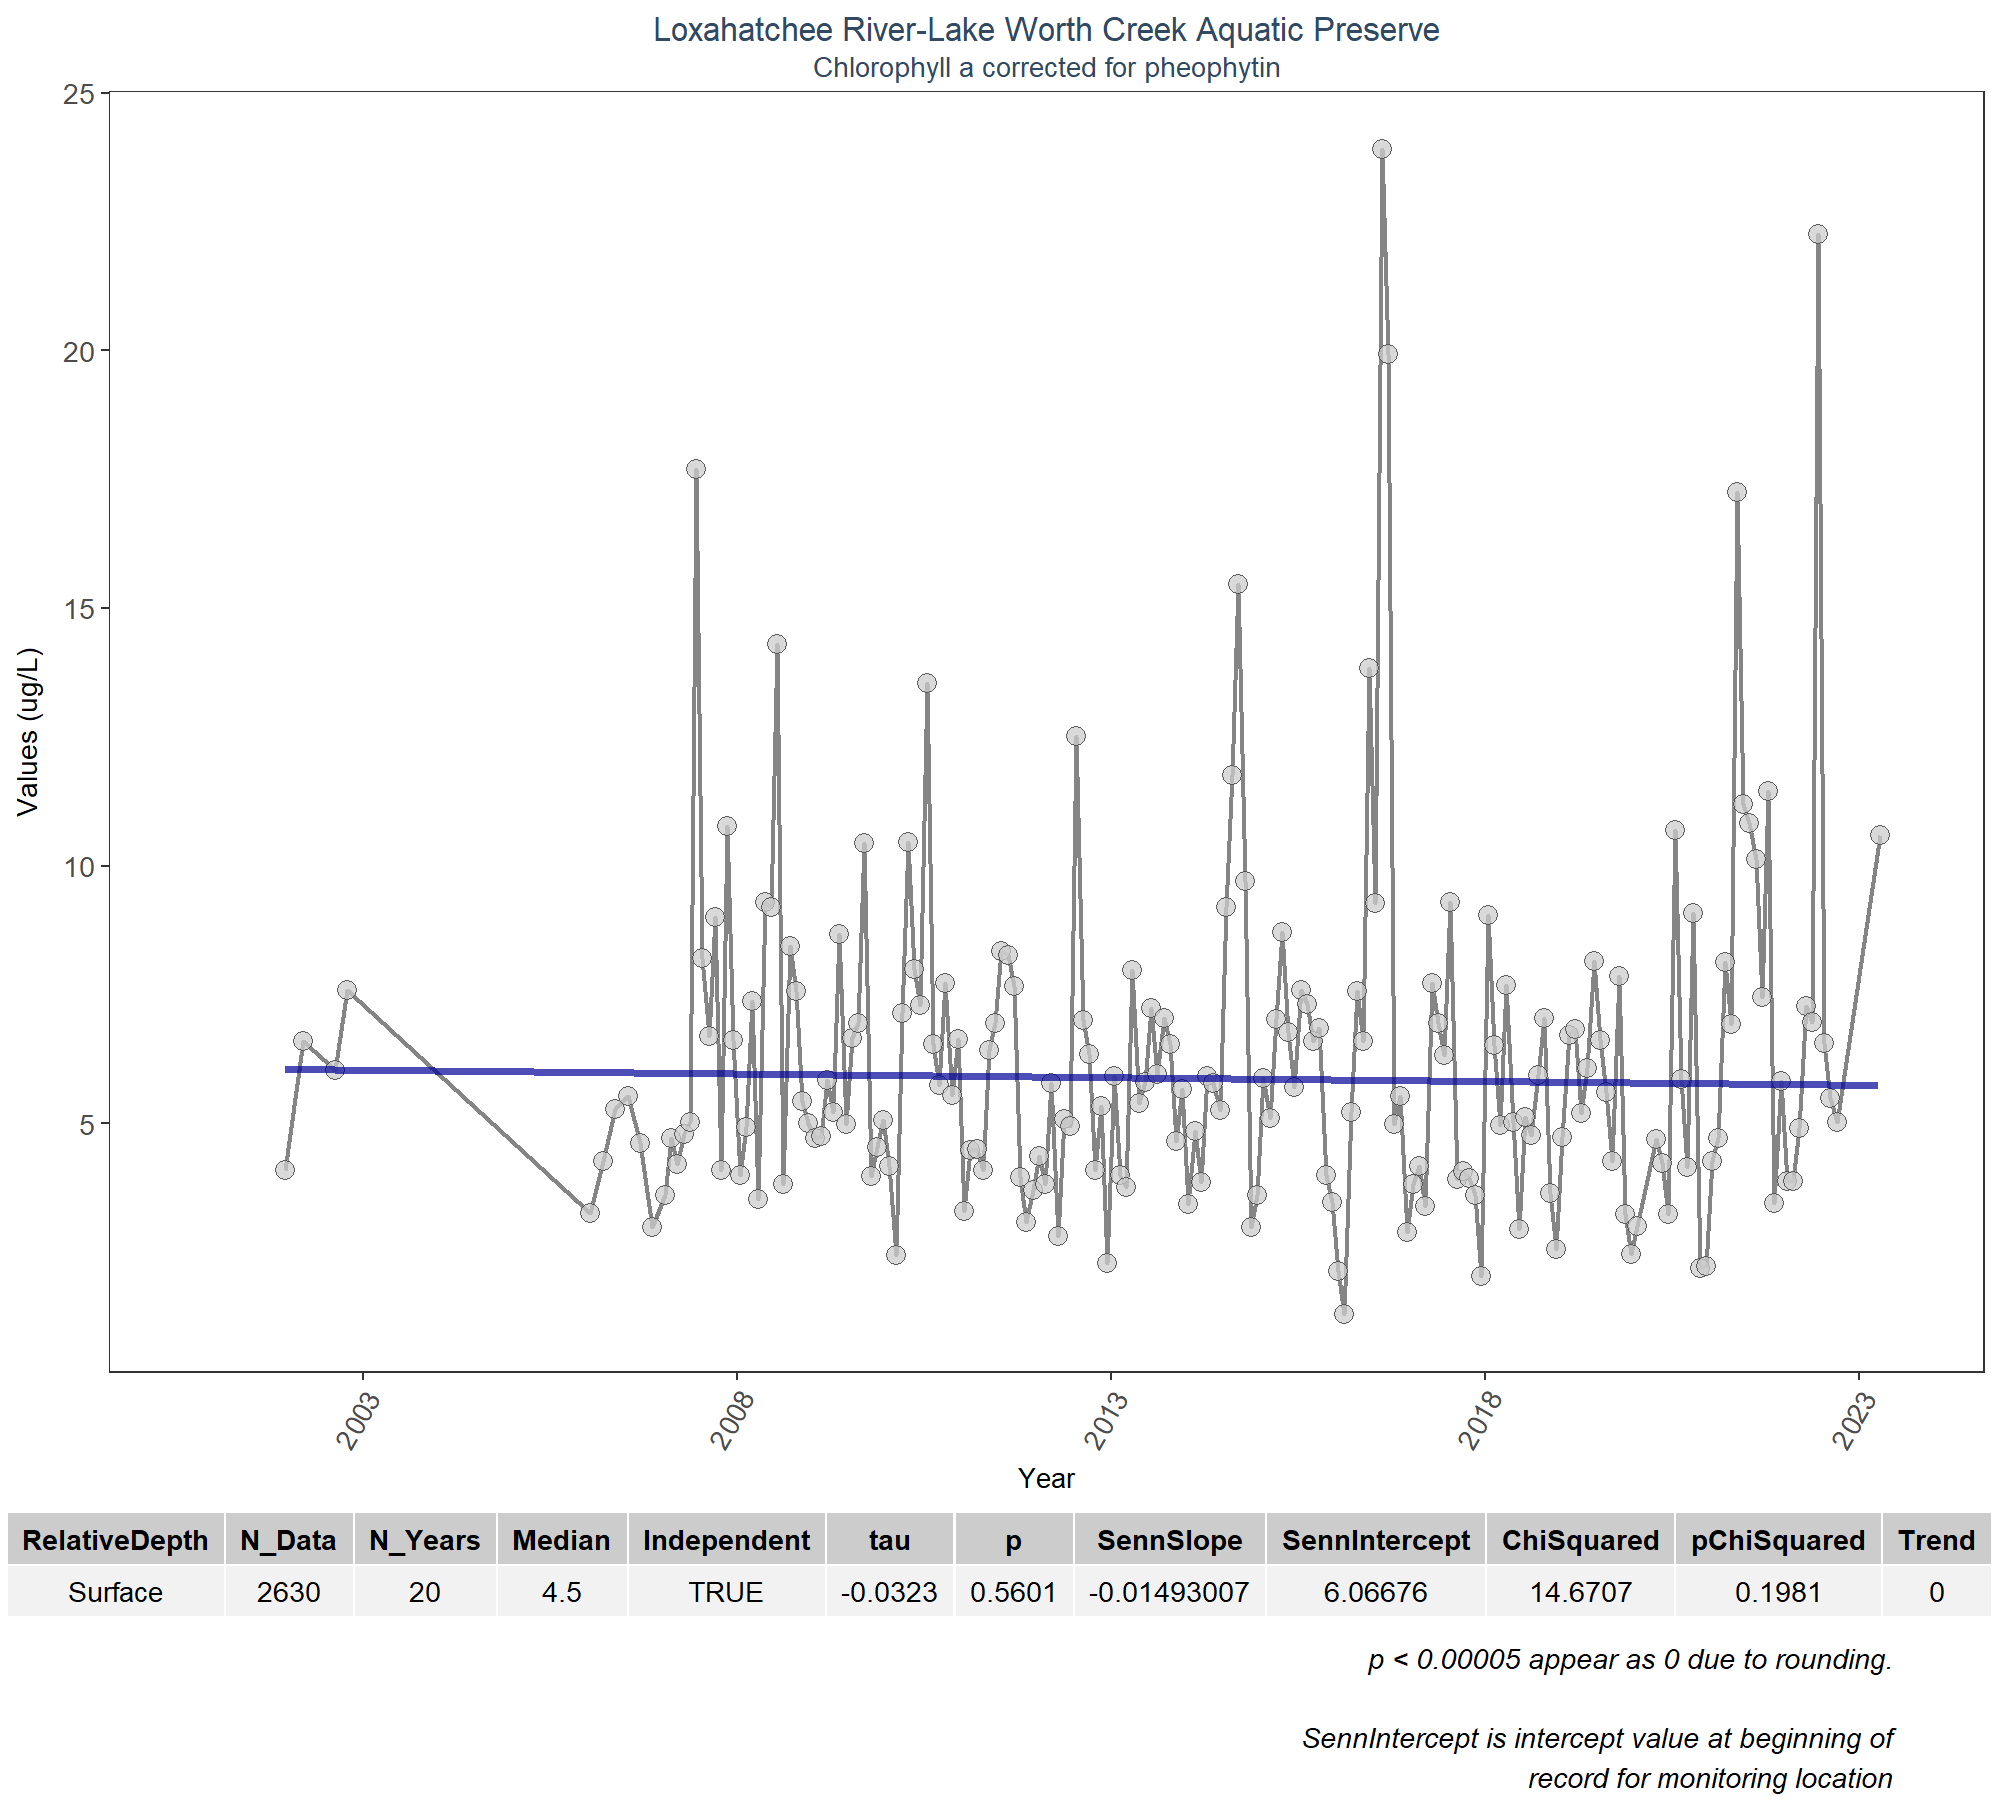 Loxahatchee River-Lake Worth Creek Aquatic Preserve
Chlorophyll a corrected for pheophytin
25
20
15
10
5
Values (ug/L)
2003
2008
2013
2018
2023
Year
RelativeDepth N_Data N_Years Median Independent tau p SennSlope SennIntercept ChiSquared pChiSquared Trend
Surface 2630 20 4.5 TRUE -0.0323 0.5601 -0.01493007 6.06676 14.6707 0.1981 0
p < 0.00005 appear as 0 due to rounding.
SennIntercept is intercept value at beginning of
record for monitoring location